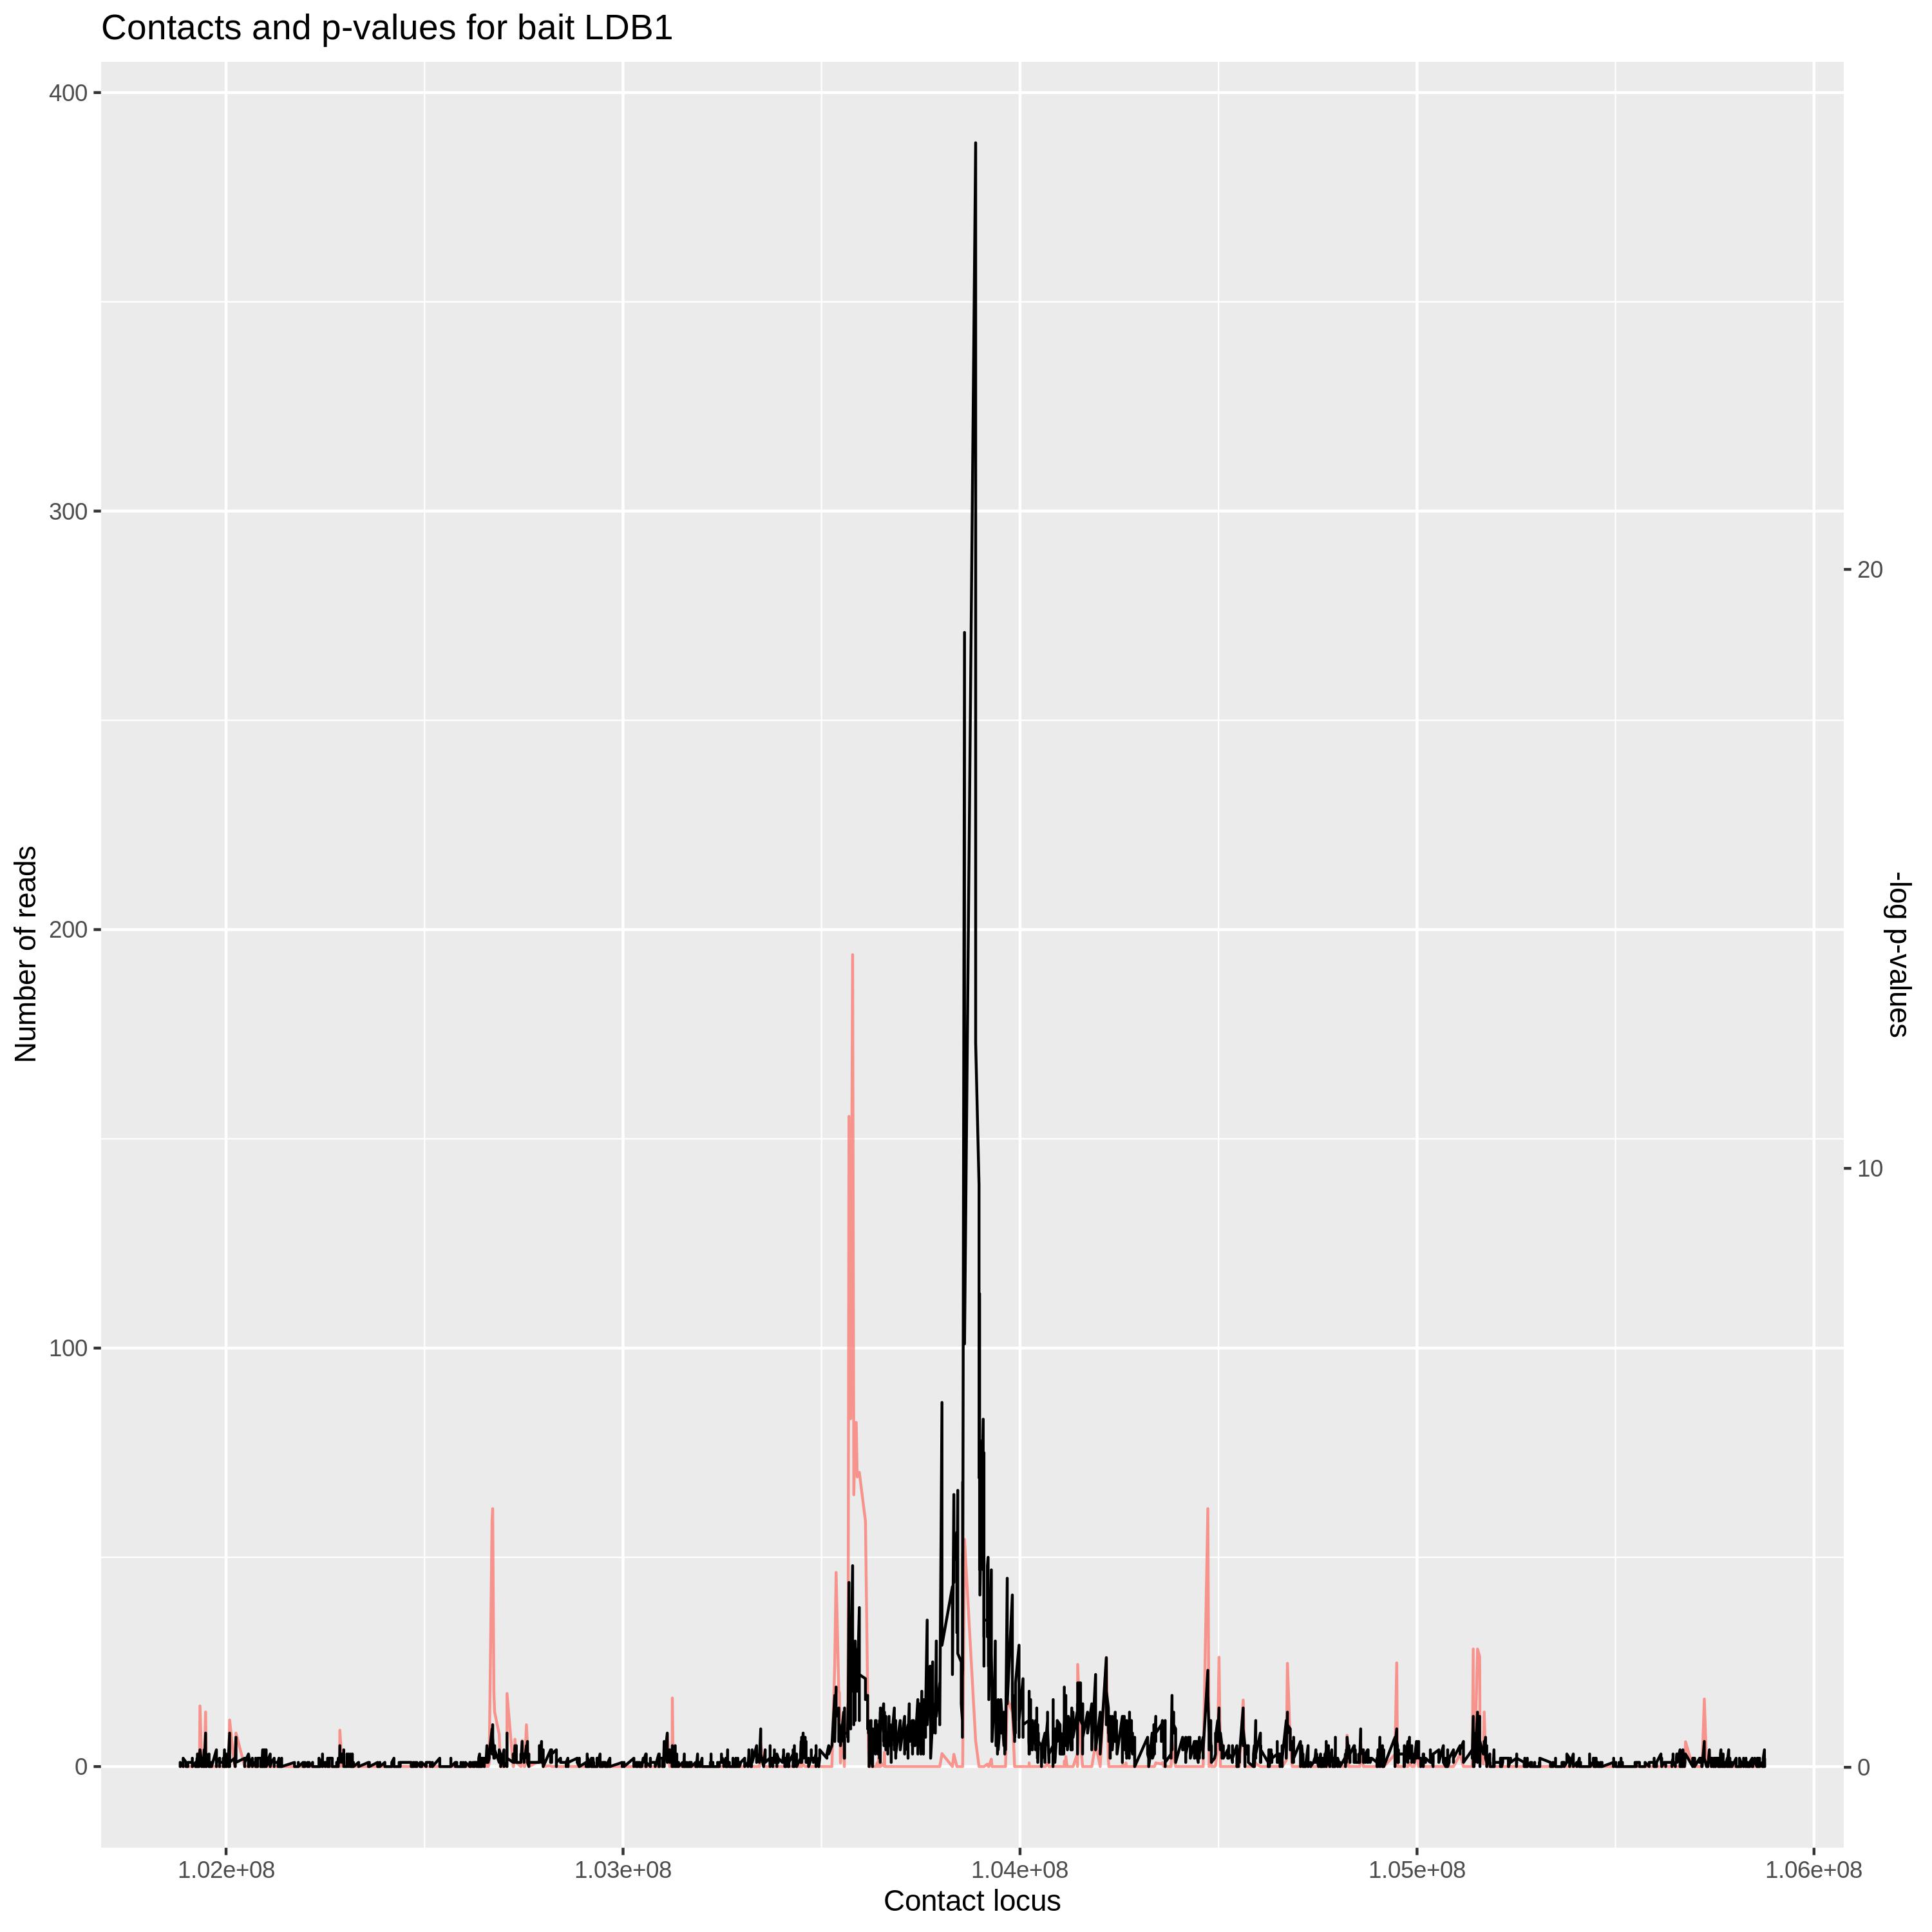 Contacts and p-values for bait LDB1
400
300
200
100
0
Number of reads
20
10
0
-log p-values
1.02e+08
1.03e+08
1.04e+08
1.05e+08
1.06e+08
Contact locus